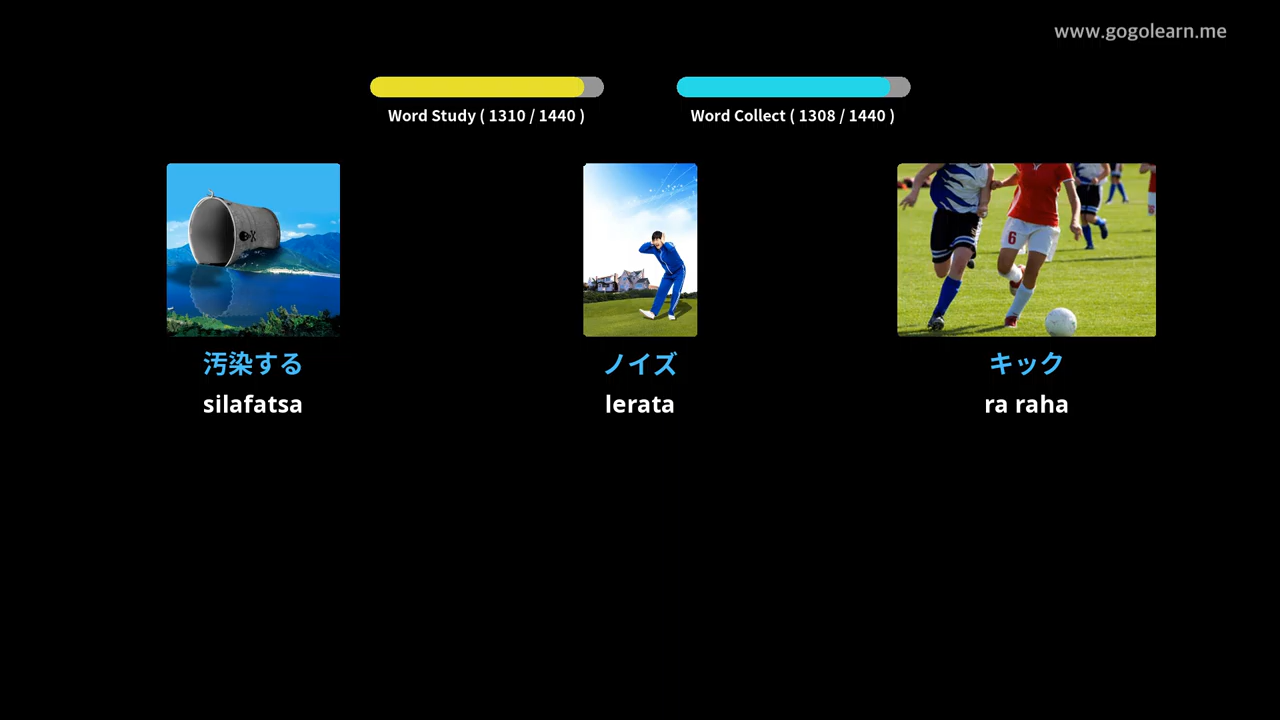 www.gogolearn.me
Word Study ( 1310 / 1440 )
Word Collect ( 1308 / 1440 )
汚染する
ノイズ
キック
silafatsa
lerata
ra raha
6